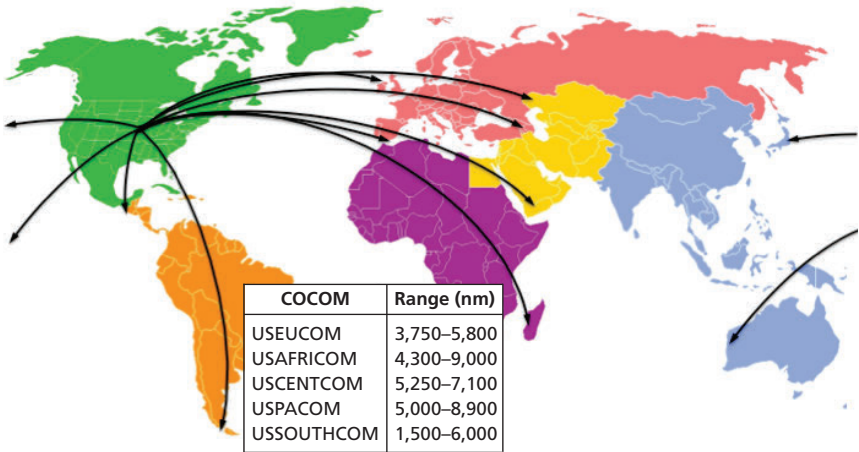 COCOM Range (nm)
USEUCOM 3,750–5,800
USAFRICOM 4,300–9,000
USCENTCOM 5,250–7,100
USPACOM 5,000–8,900
USSOUTHCOM 1,500–6,000